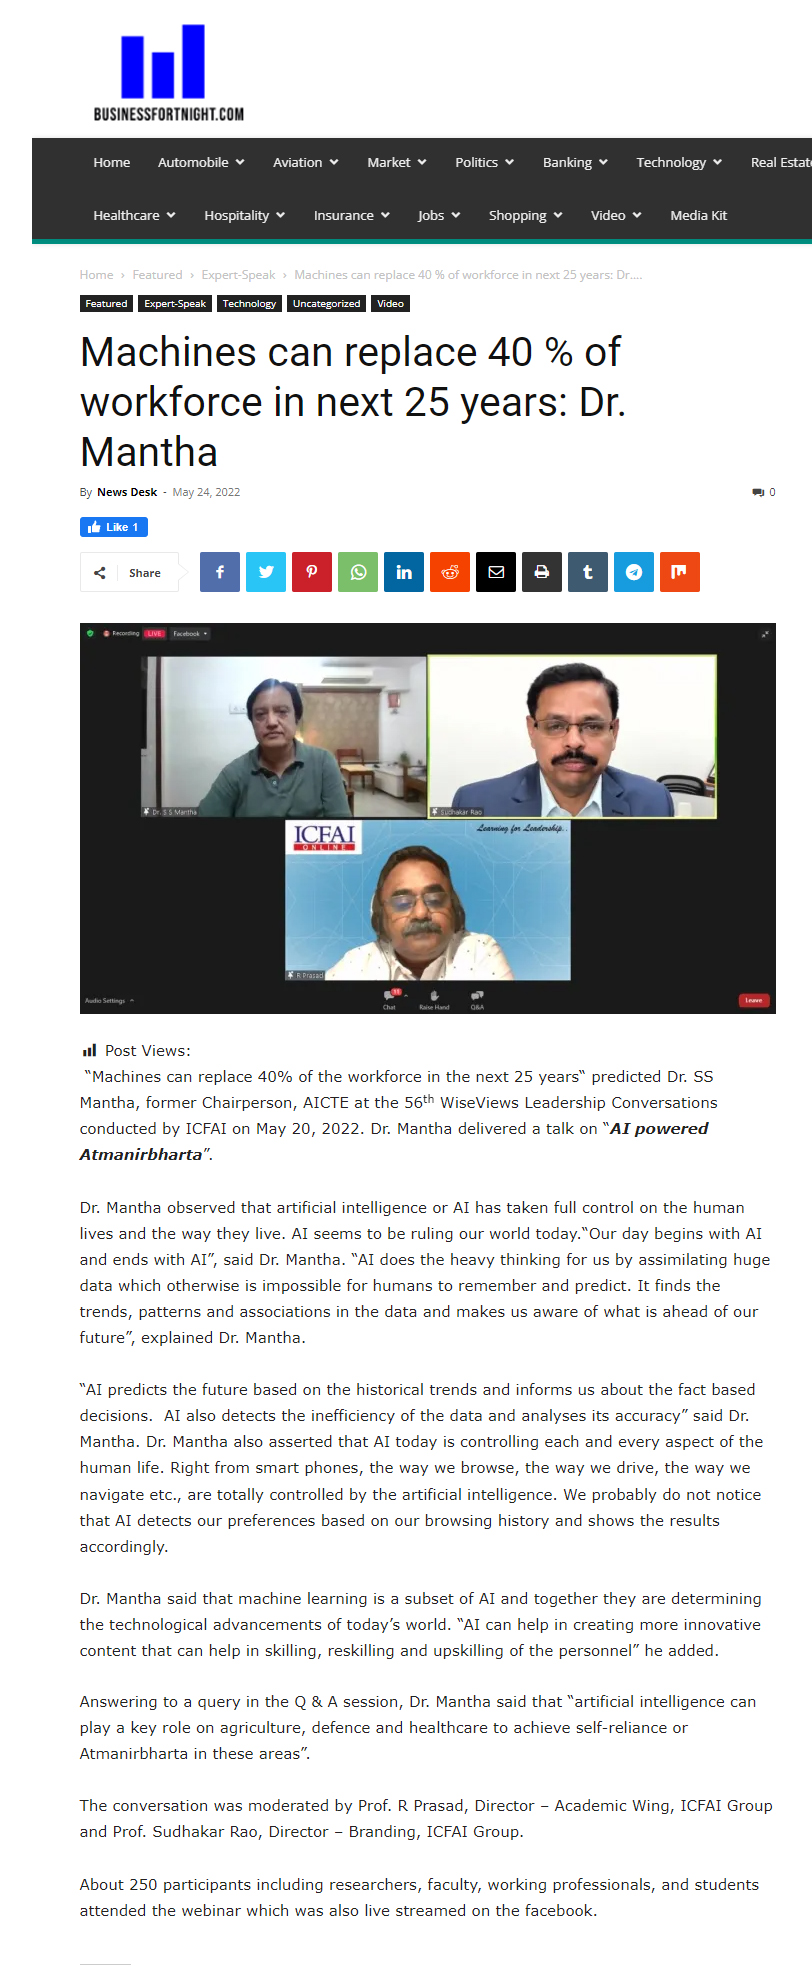 BUSINESSFORTNIGHT.COM
Home Automobile Aviation Market Politics Banking Technology Real Estate
Healthcare Hospitality Insurance Jobs Shopping Video Media Kit
Home › Featured › Expert-Speak › Machines can replace 40 % of workforce in next 25 years: Dr....
Featured Expert-Speak Technology Uncategorized Video
Machines can replace 40 % of
workforce in next 25 years: Dr.
Mantha
By News Desk - May 24, 2022 0
Like 1
Share
Recording LIVE Facebook
Dr. S S Mantha
Sudhakar Rao
ICFAI
ONLINE
Learning for Leadership..
R Prasad
Audio Settings
Chat Raise Hand Q&A
Leave
Post Views:
“Machines can replace 40% of the workforce in the next 25 years“ predicted Dr. SS
Mantha, former Chairperson, AICTE at the 56th WiseViews Leadership Conversations
conducted by ICFAI on May 20, 2022. Dr. Mantha delivered a talk on “AI powered
Atmanirbharta”.
Dr. Mantha observed that artificial intelligence or AI has taken full control on the human
lives and the way they live. AI seems to be ruling our world today.“Our day begins with AI
and ends with AI”, said Dr. Mantha. “AI does the heavy thinking for us by assimilating huge
data which otherwise is impossible for humans to remember and predict. It finds the
trends, patterns and associations in the data and makes us aware of what is ahead of our
future”, explained Dr. Mantha.
“AI predicts the future based on the historical trends and informs us about the fact based
decisions.  AI also detects the inefficiency of the data and analyses its accuracy” said Dr.
Mantha. Dr. Mantha also asserted that AI today is controlling each and every aspect of the
human life. Right from smart phones, the way we browse, the way we drive, the way we
navigate etc., are totally controlled by the artificial intelligence. We probably do not notice
that AI detects our preferences based on our browsing history and shows the results
accordingly.
Dr. Mantha said that machine learning is a subset of AI and together they are determining
the technological advancements of today’s world. “AI can help in creating more innovative
content that can help in skilling, reskilling and upskilling of the personnel” he added.
Answering to a query in the Q & A session, Dr. Mantha said that “artificial intelligence can
play a key role on agriculture, defence and healthcare to achieve self-reliance or
Atmanirbharta in these areas”.
The conversation was moderated by Prof. R Prasad, Director – Academic Wing, ICFAI Group
and Prof. Sudhakar Rao, Director – Branding, ICFAI Group.
About 250 participants including researchers, faculty, working professionals, and students
attended the webinar which was also live streamed on the facebook.